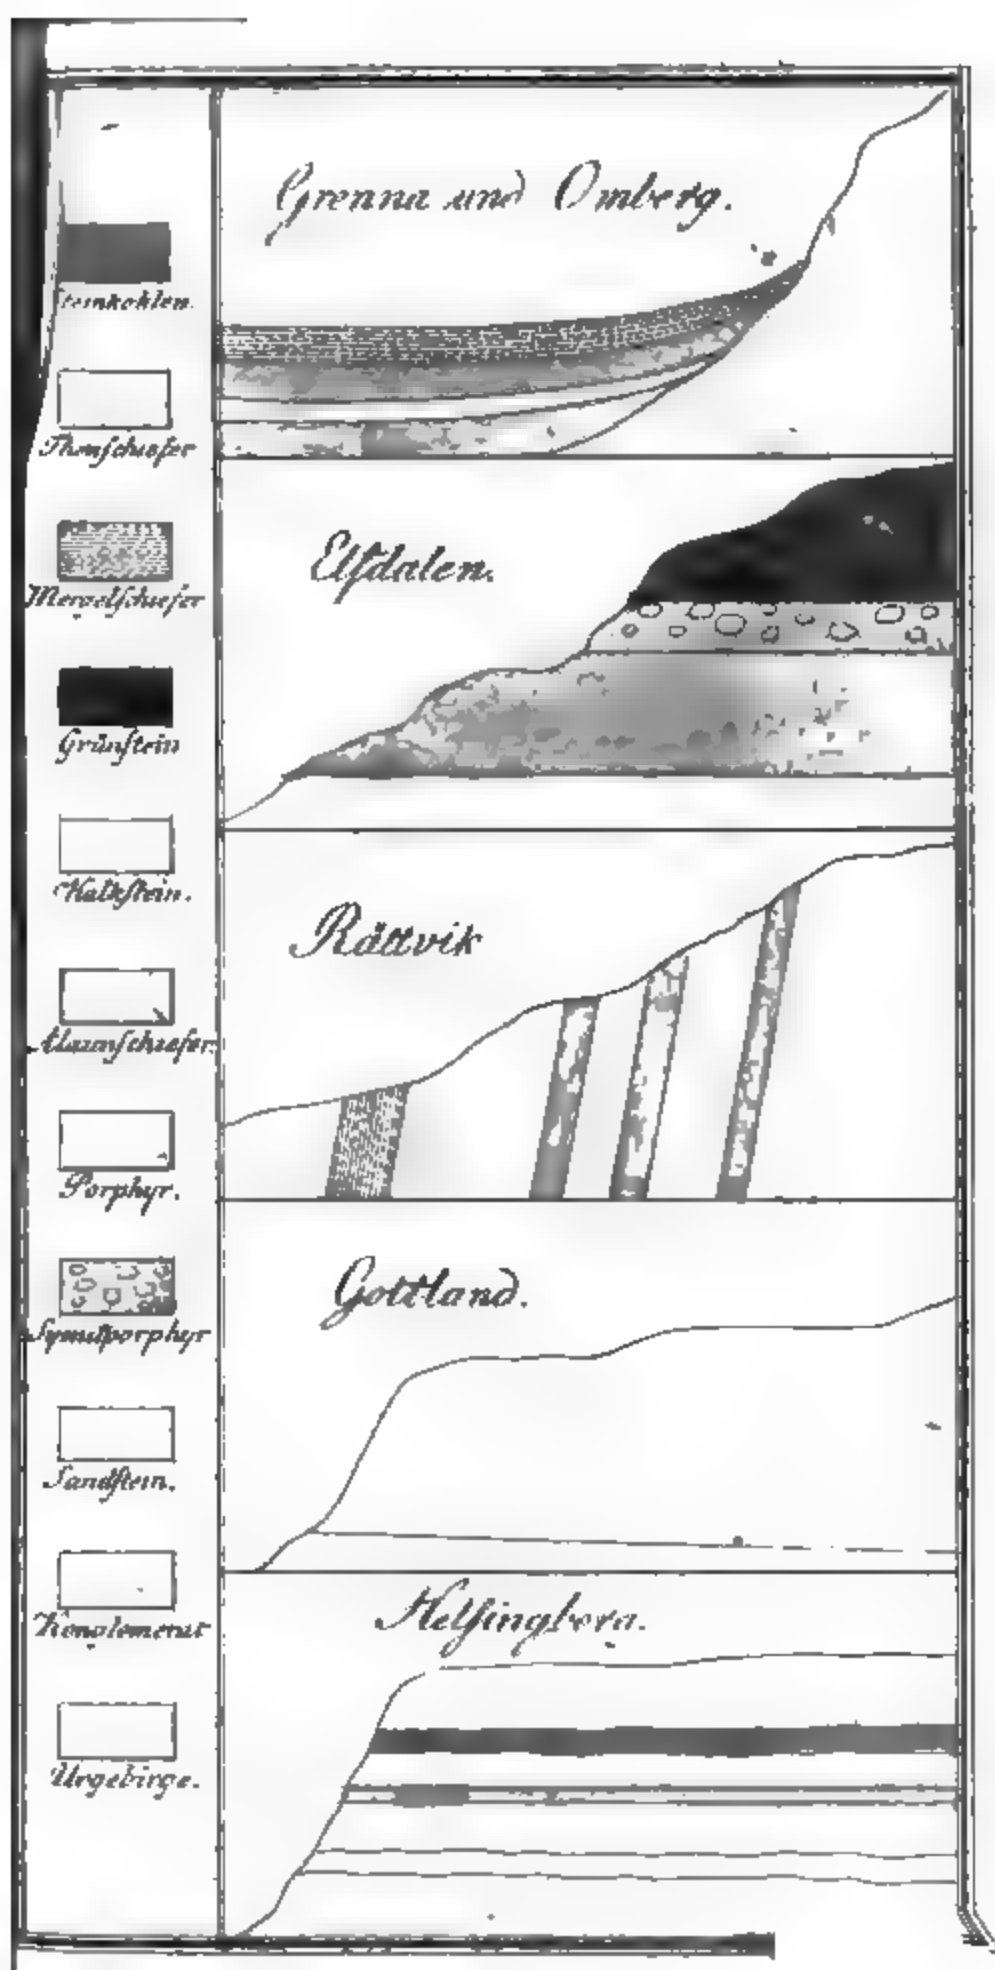 Steinkohlen.
Thonſchiefer
Mergelſchiefer
Grünſtein
Kalkſtein.
Alaunſchiefer
Porphyr.
Syenitporphyr
Sandſtein.
Konglomerat
Urgebirge.
Grenna und Omberg.
Elfdalen.
Rättvik
Gottland.
Helſingborg.